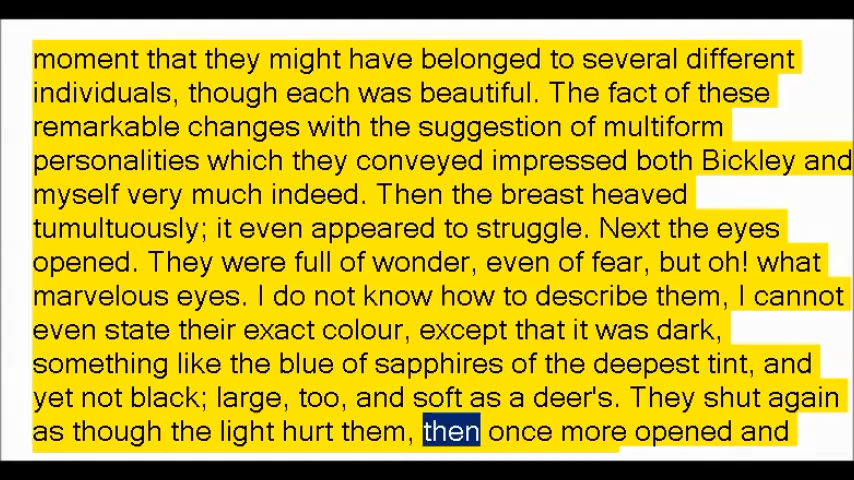 moment that they might have belonged to several different
individuals, though each was beautiful. The fact of these
remarkable changes with the suggestion of multiform
personalities which they conveyed impressed both Bickley and
myself very much indeed. Then the breast heaved
tumultuously; it even appeared to struggle. Next the eyes
opened. They were full of wonder, even of fear, but oh! what
marvelous eyes. I do not know how to describe them, I cannot
even state their exact colour, except that it was dark,
something like the blue of sapphires of the deepest tint, and
yet not black; large, too, and soft as a deer's. They shut again
as though the light hurt them, then once more opened and